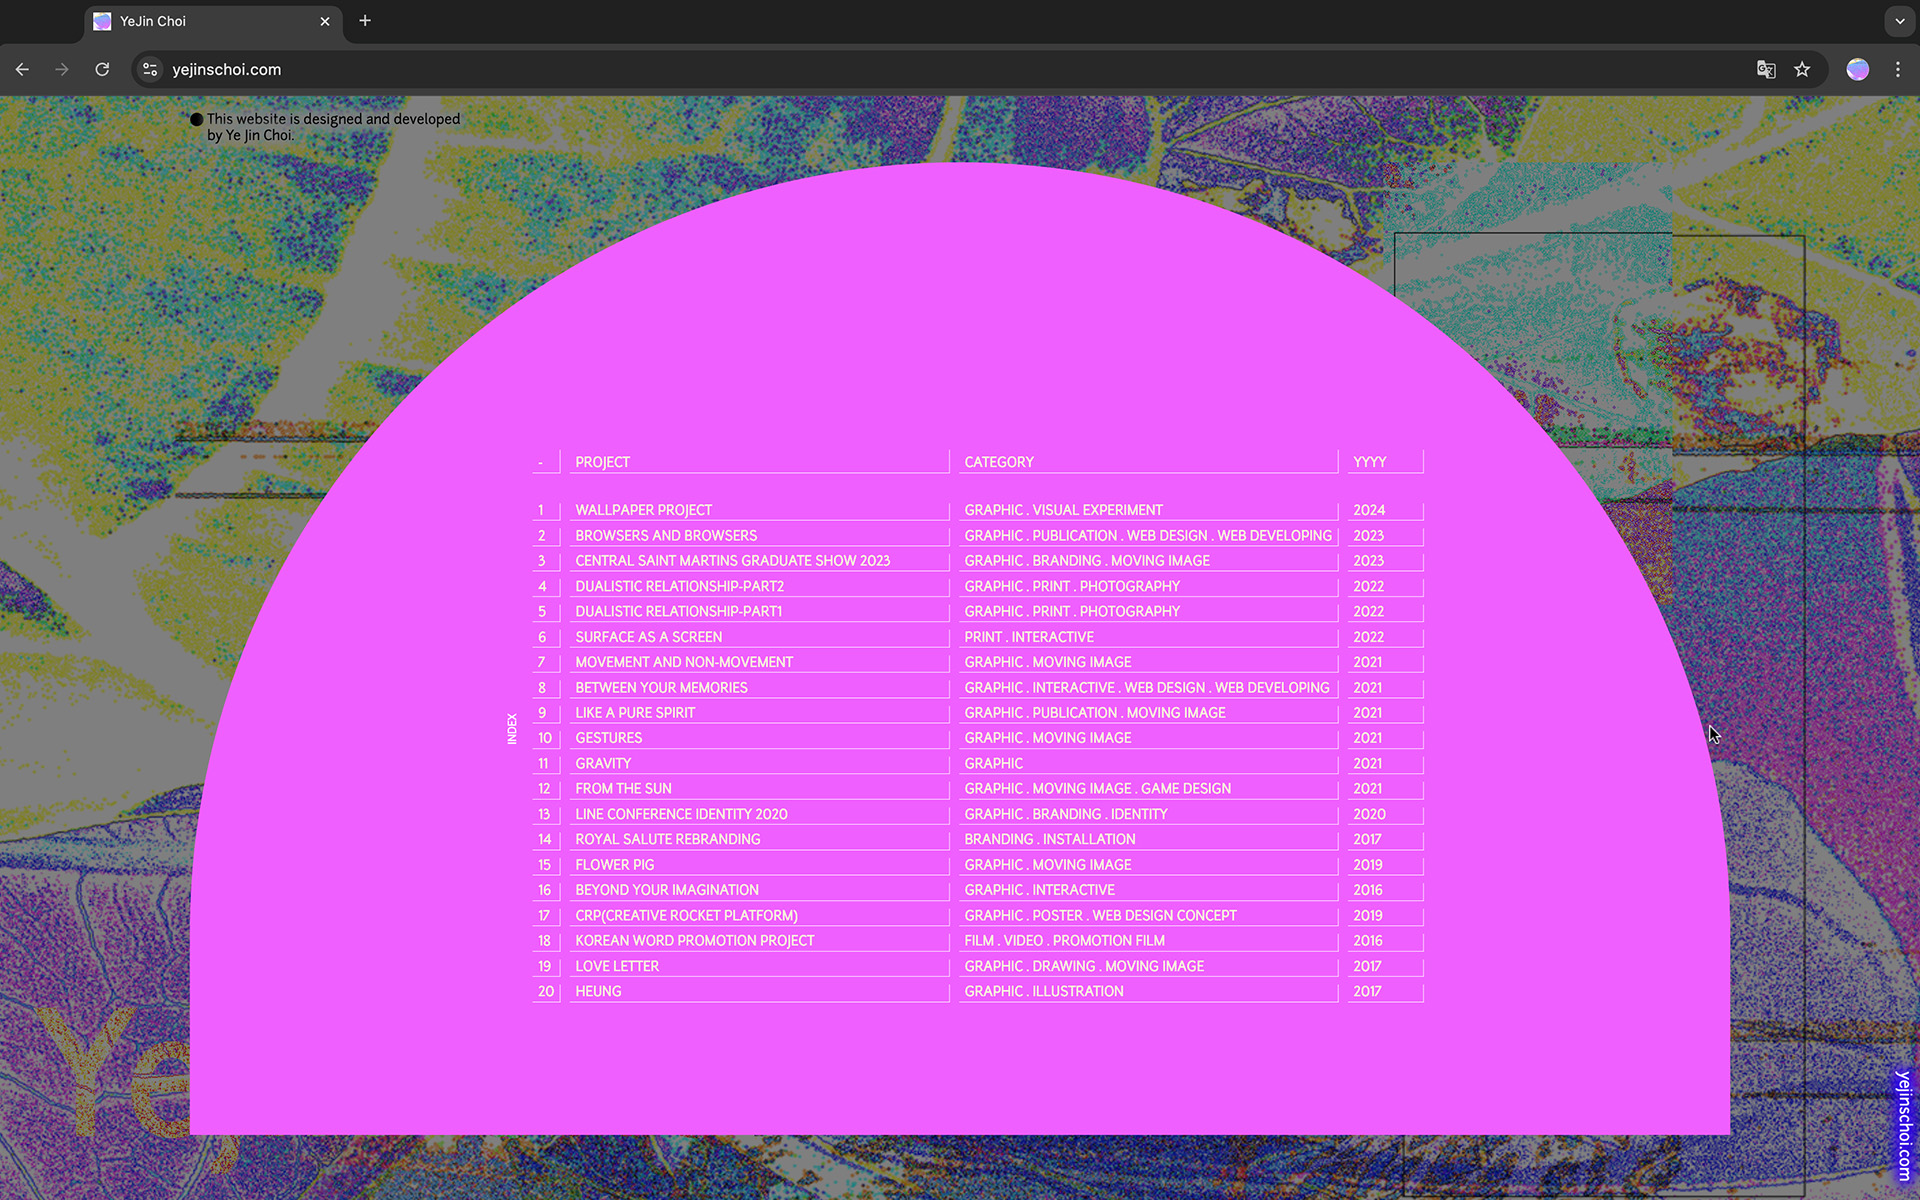 YeJin Choi
yejinschoi.com
This website is designed and developed
by Ye Jin Choi.
- PROJECT CATEGORY YYYY
1 WALLPAPER PROJECT GRAPHIC . VISUAL EXPERIMENT 2024
2 BROWSERS AND BROWSERS GRAPHIC . PUBLICATION . WEB DESIGN . WEB DEVELOPING 2023
3 CENTRAL SAINT MARTINS GRADUATE SHOW 2023 GRAPHIC . BRANDING . MOVING IMAGE 2023
4 DUALISTIC RELATIONSHIP-PART2 GRAPHIC . PRINT . PHOTOGRAPHY 2022
5 DUALISTIC RELATIONSHIP-PART1 GRAPHIC . PRINT . PHOTOGRAPHY 2022
6 SURFACE AS A SCREEN PRINT . INTERACTIVE 2022
7 MOVEMENT AND NON-MOVEMENT GRAPHIC . MOVING IMAGE 2021
8 BETWEEN YOUR MEMORIES GRAPHIC . INTERACTIVE . WEB DESIGN . WEB DEVELOPING 2021
9 LIKE A PURE SPIRIT GRAPHIC . PUBLICATION . MOVING IMAGE 2021
INDEX
10 GESTURES GRAPHIC . MOVING IMAGE 2021
11 GRAVITY GRAPHIC 2021
12 FROM THE SUN GRAPHIC . MOVING IMAGE . GAME DESIGN 2021
13 LINE CONFERENCE IDENTITY 2020 GRAPHIC . BRANDING . IDENTITY 2020
14 ROYAL SALUTE REBRANDING BRANDING . INSTALLATION 2017
15 FLOWER PIG GRAPHIC . MOVING IMAGE 2019
16 BEYOND YOUR IMAGINATION GRAPHIC . INTERACTIVE 2016
17 CRP(CREATIVE ROCKET PLATFORM) GRAPHIC . POSTER . WEB DESIGN CONCEPT 2019
18 KOREAN WORD PROMOTION PROJECT FILM . VIDEO . PROMOTION FILM 2016
19 LOVE LETTER GRAPHIC . DRAWING . MOVING IMAGE 2017
20 HEUNG GRAPHIC . ILLUSTRATION 2017
Ye
yejinschoi.com